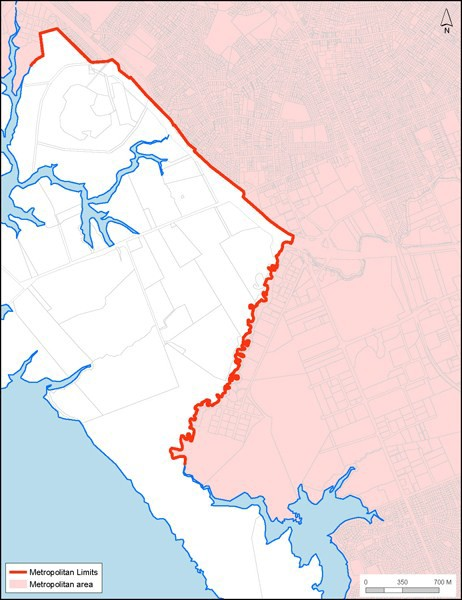 N
Metropolitan Limits
Metropolitan area
0 350 700 M